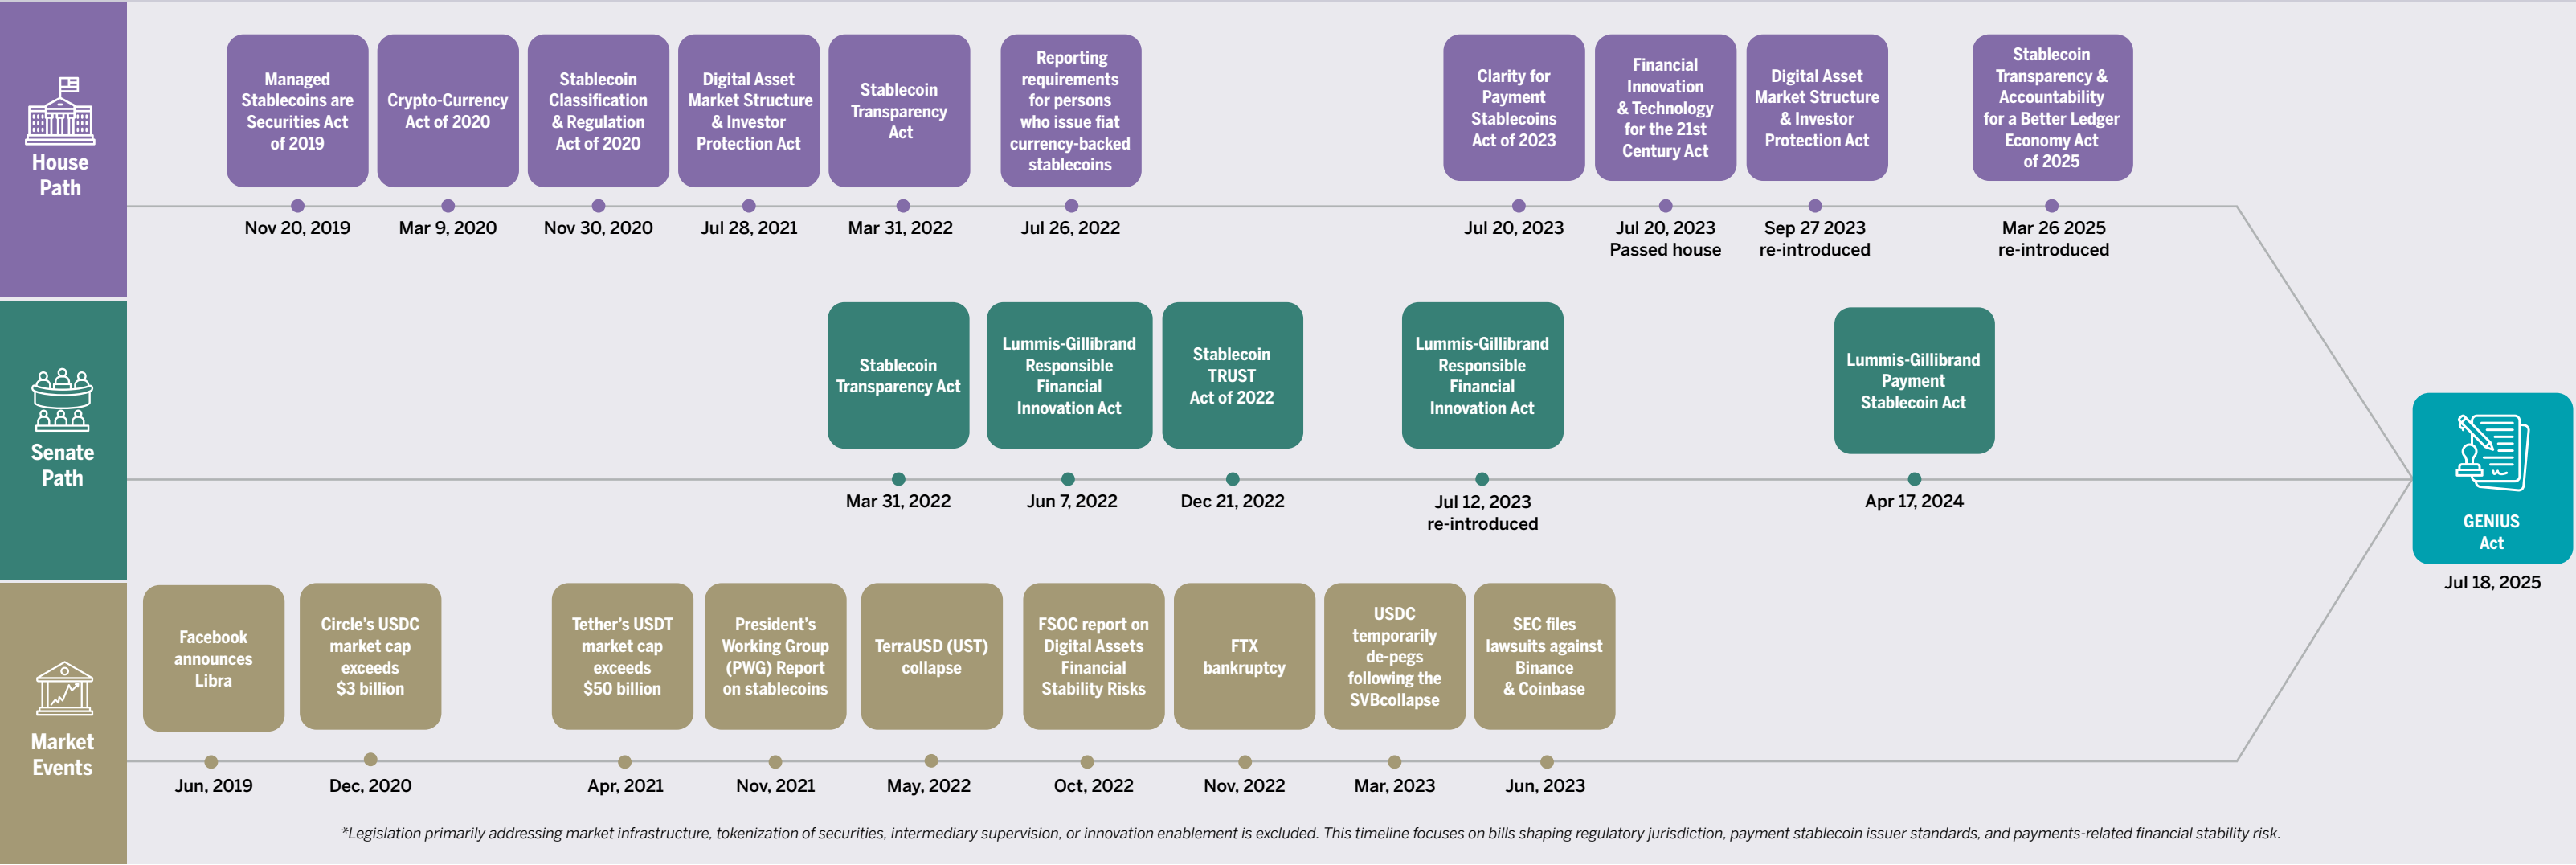 House
Path
Managed
Stablecoins are
Securities Act
of 2019
Nov 20, 2019
Crypto-Currency
Act of 2020
Mar 9, 2020
Stablecoin
Classification
& Regulation
Act of 2020
Nov 30, 2020
Digital Asset
Market Structure
& Investor
Protection Act
Jul 28, 2021
Stablecoin
Transparency
Act
Mar 31, 2022
Reporting
requirements
for persons
who issue fiat
currency-backed
stablecoins
Jul 26, 2022
Clarity for
Payment
Stablecoins
Act of 2023
Jul 20, 2023
Financial
Innovation
& Technology
for the 21st
Century Act
Jul 20, 2023
Passed house
Digital Asset
Market Structure
& Investor
Protection Act
Sep 27 2023
re-introduced
Stablecoin
Transparency &
Accountability
for a Better Ledger
Economy Act
of 2025
Mar 26 2025
re-introduced
Senate
Path
Stablecoin
Transparency Act
Mar 31, 2022
Lummis-Gillibrand
Responsible
Financial
Innovation Act
Jun 7, 2022
Stablecoin
TRUST
Act of 2022
Dec 21, 2022
Lummis-Gillibrand
Responsible
Financial
Innovation Act
Jul 12, 2023
re-introduced
Lummis-Gillibrand
Payment
Stablecoin Act
Apr 17, 2024
GENIUS
Act
Jul 18, 2025
Market
Events
Facebook
announces
Libra
Jun, 2019
Circle’s USDC
market cap
exceeds
$3 billion
Dec, 2020
Tether’s USDT
market cap
exceeds
$50 billion
Apr, 2021
President’s
Working Group
(PWG) Report
on stablecoins
Nov, 2021
TerraUSD (UST)
collapse
May, 2022
FSOC report on
Digital Assets
Financial
Stability Risks
Oct, 2022
FTX
bankruptcy
Nov, 2022
USDC
temporarily
de-pegs
following the
SVBcollapse
Mar, 2023
SEC files
lawsuits against
Binance
& Coinbase
Jun, 2023
*Legislation primarily addressing market infrastructure, tokenization of securities, intermediary supervision, or innovation enablement is excluded. This timeline focuses on bills shaping regulatory jurisdiction, payment stablecoin issuer standards, and payments-related financial stability risk.